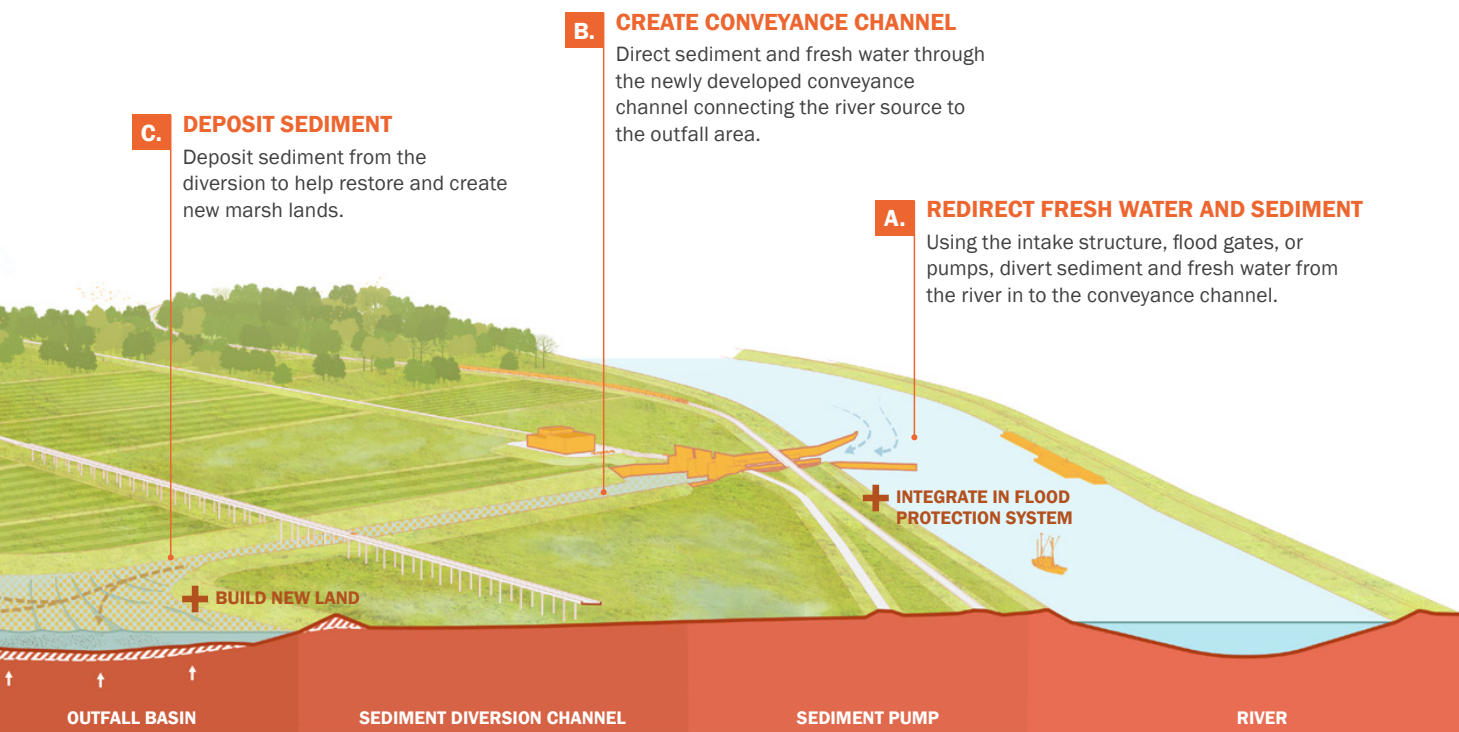 B. CREATE CONVEYANCE CHANNEL
Direct sediment and fresh water through
the newly developed conveyance
channel connecting the river source to
the outfall area.
C. DEPOSIT SEDIMENT
Deposit sediment from the
diversion to help restore and create
new marsh lands.
A. REDIRECT FRESH WATER AND SEDIMENT
Using the intake structure, flood gates, or
pumps, divert sediment and fresh water from
the river in to the conveyance channel.
INTEGRATE IN FLOOD
PROTECTION SYSTEM
BUILD NEW LAND
OUTFALL BASIN
SEDIMENT DIVERSION CHANNEL
SEDIMENT PUMP
RIVER